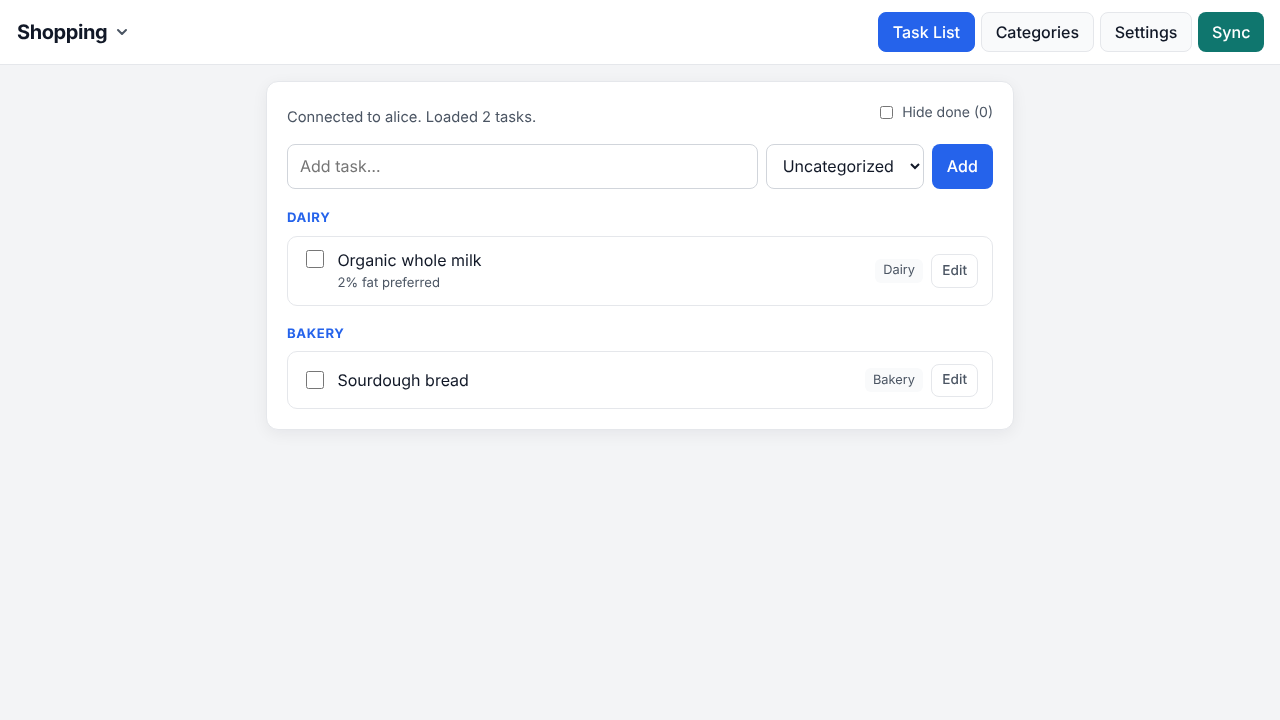 Shopping
Task List
Categories
Settings
Sync
Connected to alice. Loaded 2 tasks.
Hide done (0)
Add task...
Uncategorized
Add
DAIRY
Organic whole milk
2% fat preferred
Dairy
Edit
BAKERY
Sourdough bread
Bakery
Edit